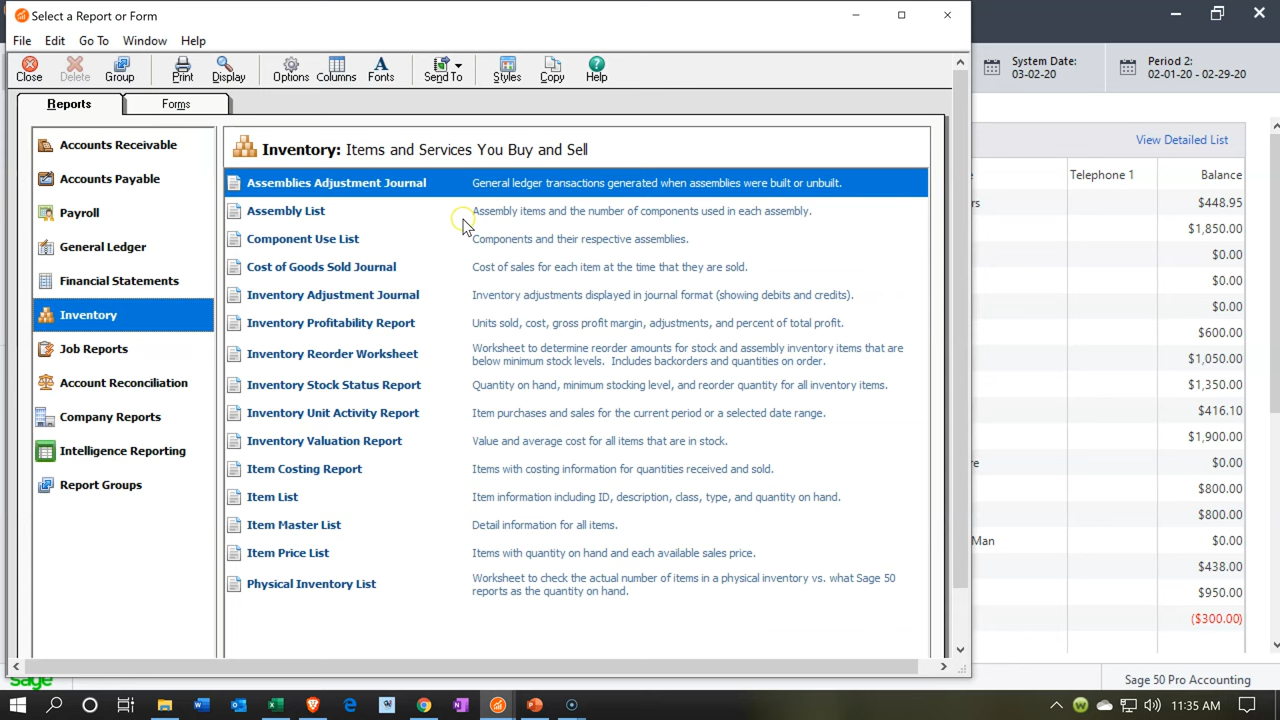 Select a Report or Form
File Edit Go To Window Help
Close Delete Group Print Display Options Columns Fonts Send To Styles Copy Help
Reports Forms
Accounts Receivable
Accounts Payable
Payroll
General Ledger
Financial Statements
Inventory
Job Reports
Account Reconciliation
Company Reports
Intelligence Reporting
Report Groups
Inventory: Items and Services You Buy and Sell
Assemblies Adjustment Journal General ledger transactions generated when assemblies were built or unbuilt.
Assembly List Assembly items and the number of components used in each assembly.
Component Use List Components and their respective assemblies.
Cost of Goods Sold Journal Cost of sales for each item at the time that they are sold.
Inventory Adjustment Journal Inventory adjustments displayed in journal format (showing debits and credits).
Inventory Profitability Report Units sold, cost, gross profit margin, adjustments, and percent of total profit.
Inventory Reorder Worksheet Worksheet to determine reorder amounts for stock and assembly inventory items that are
below minimum stock levels. Includes backorders and quantities on order.
Inventory Stock Status Report Quantity on hand, minimum stocking level, and reorder quantity for all inventory items.
Inventory Unit Activity Report Item purchases and sales for the current period or a selected date range.
Inventory Valuation Report Value and average cost for all items that are in stock.
Item Costing Report Items with costing information for quantities received and sold.
Item List Item information including ID, description, class, type, and quantity on hand.
Item Master List Detail information for all items.
Item Price List Items with quantity on hand and each available sales price.
Physical Inventory List Worksheet to check the actual number of items in a physical inventory vs. what Sage 50
reports as the quantity on hand.
System Date:
03-02-20
Period 2:
02-01-20 - 02-29-20
View Detailed List
e Telephone 1 Balance
rs $448.95
$1,850.00
$0.00
$0.00
$600.00
$1,050.00
$1,350.00
$416.10
$1,900.00
re $0.00
$800.00
$800.00
Man $0.00
$438.00
$950.00
($300.00)
sage
Sage 50 Pro Accounting
11:35 AM